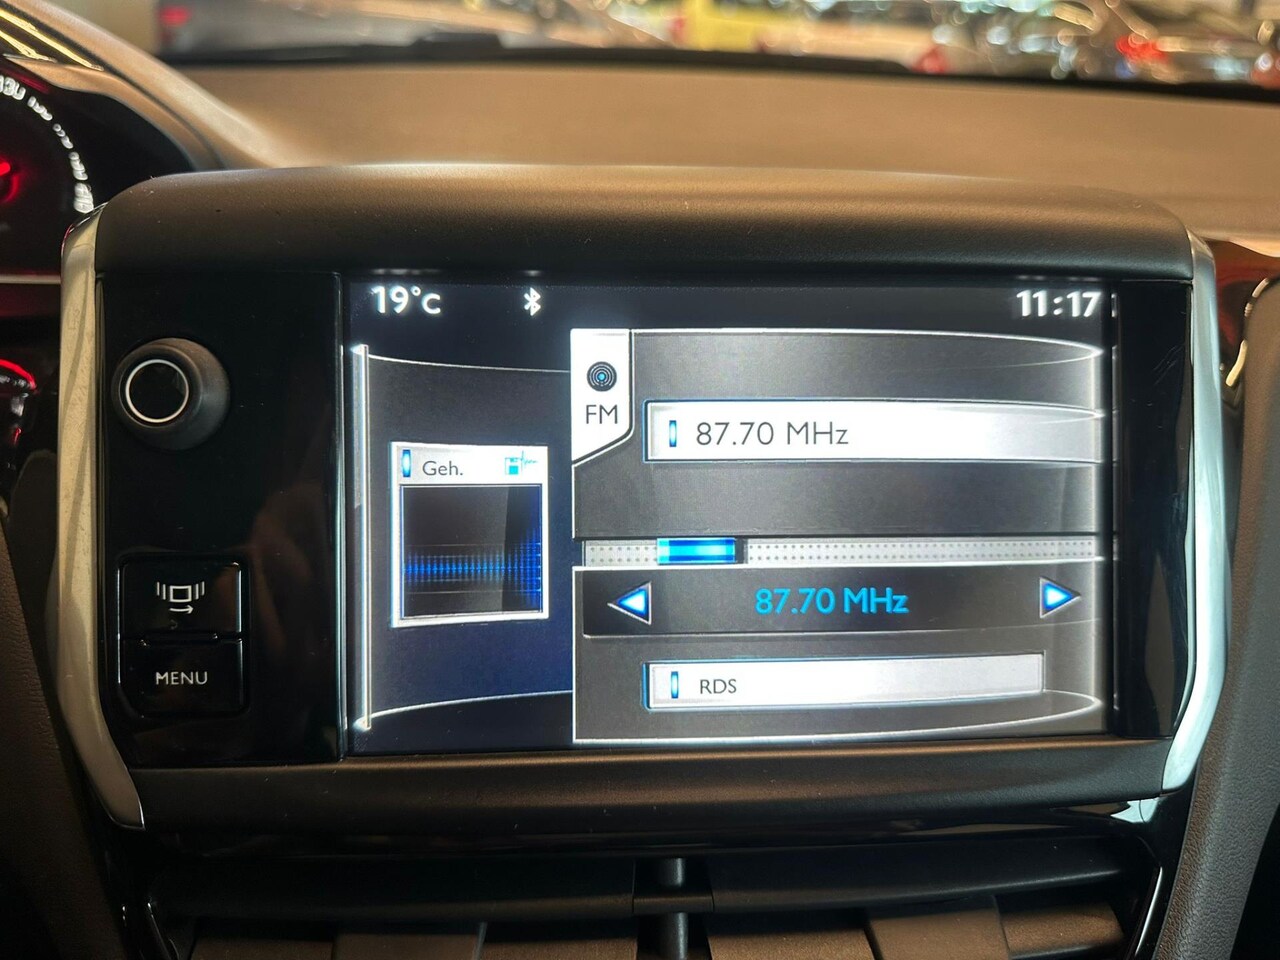 19°C
11:17
FM
87.70 MHz
Geh.
87.70 MHz
RDS
MENU